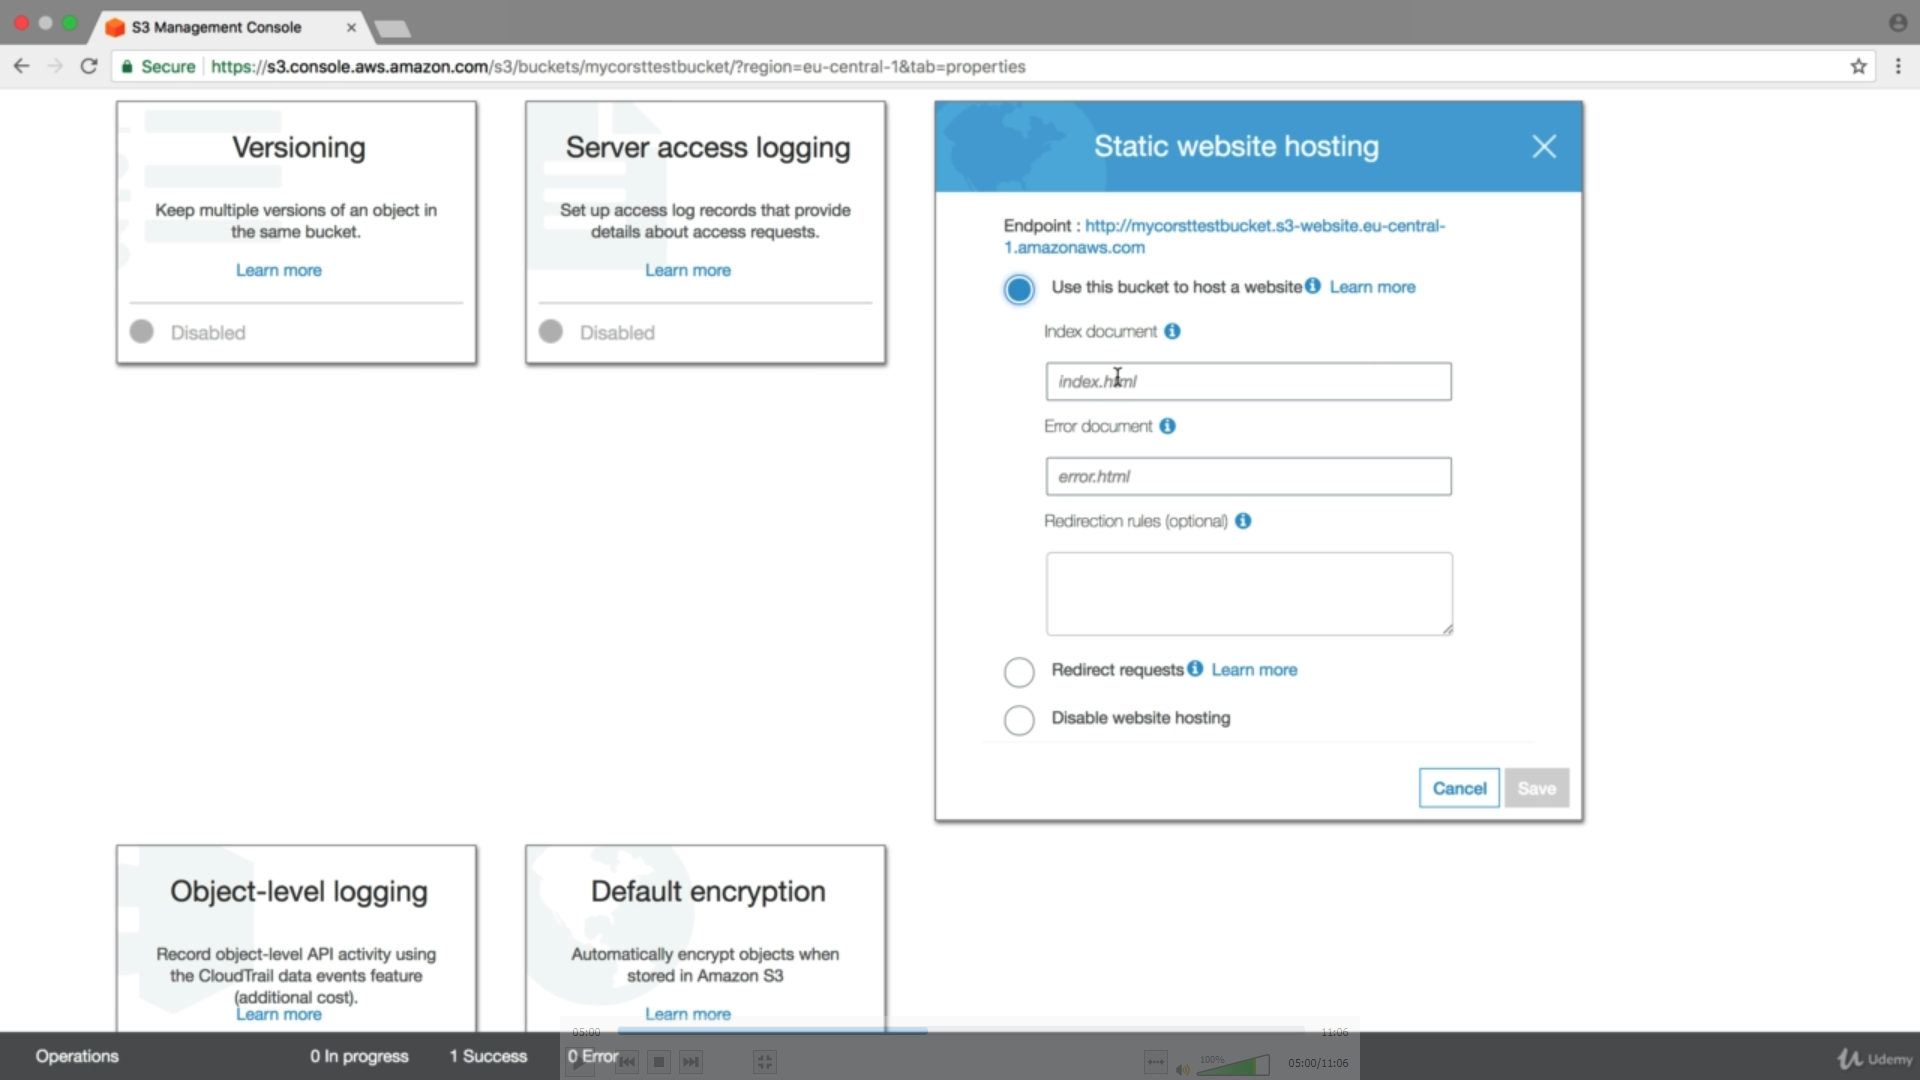 S3 Management Console
Secure https://s3.console.aws.amazon.com/s3/buckets/mycorsttestbucket/?region=eu-central-1&tab=properties
Versioning
Keep multiple versions of an object in
the same bucket.
Learn more
Disabled
Server access logging
Set up access log records that provide
details about access requests.
Learn more
Disabled
Static website hosting
Endpoint : http://mycorsttestbucket.s3-website.eu-central-
1.amazonaws.com
Use this bucket to host a website Learn more
Index document
index.html
Error document
error.html
Redirection rules (optional)
Redirect requests Learn more
Disable website hosting
Cancel Save
Object-level logging
Record object-level API activity using
the CloudTrail data events feature
(additional cost).
Learn more
Default encryption
Automatically encrypt objects when
stored in Amazon S3
Learn more
05:00 11:06
Operations 0 In progress 1 Success 0 Error
100% 05:00/11:06
Udemy